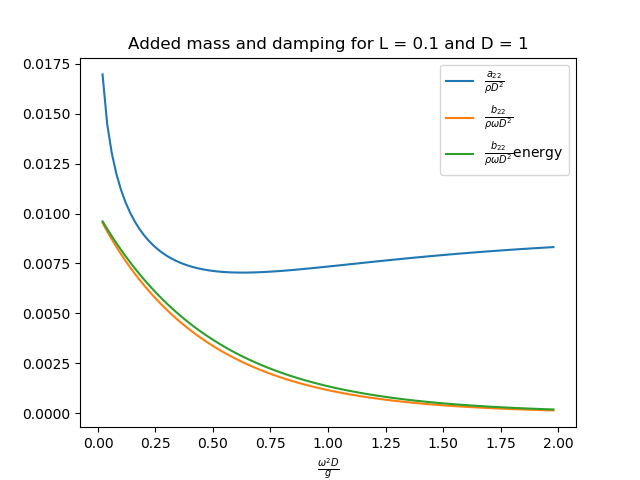 Added mass and damping for L = 0.1 and D = 1
0.0175
0.0150
0.0125
0.0100
0.0075
0.0050
0.0025
0.0000
a₂₂/ρD²
b₂₂/ρωD²
b₂₂/ρωD² energy
0.00 0.25 0.50 0.75 1.00 1.25 1.50 1.75 2.00
ω²D/g